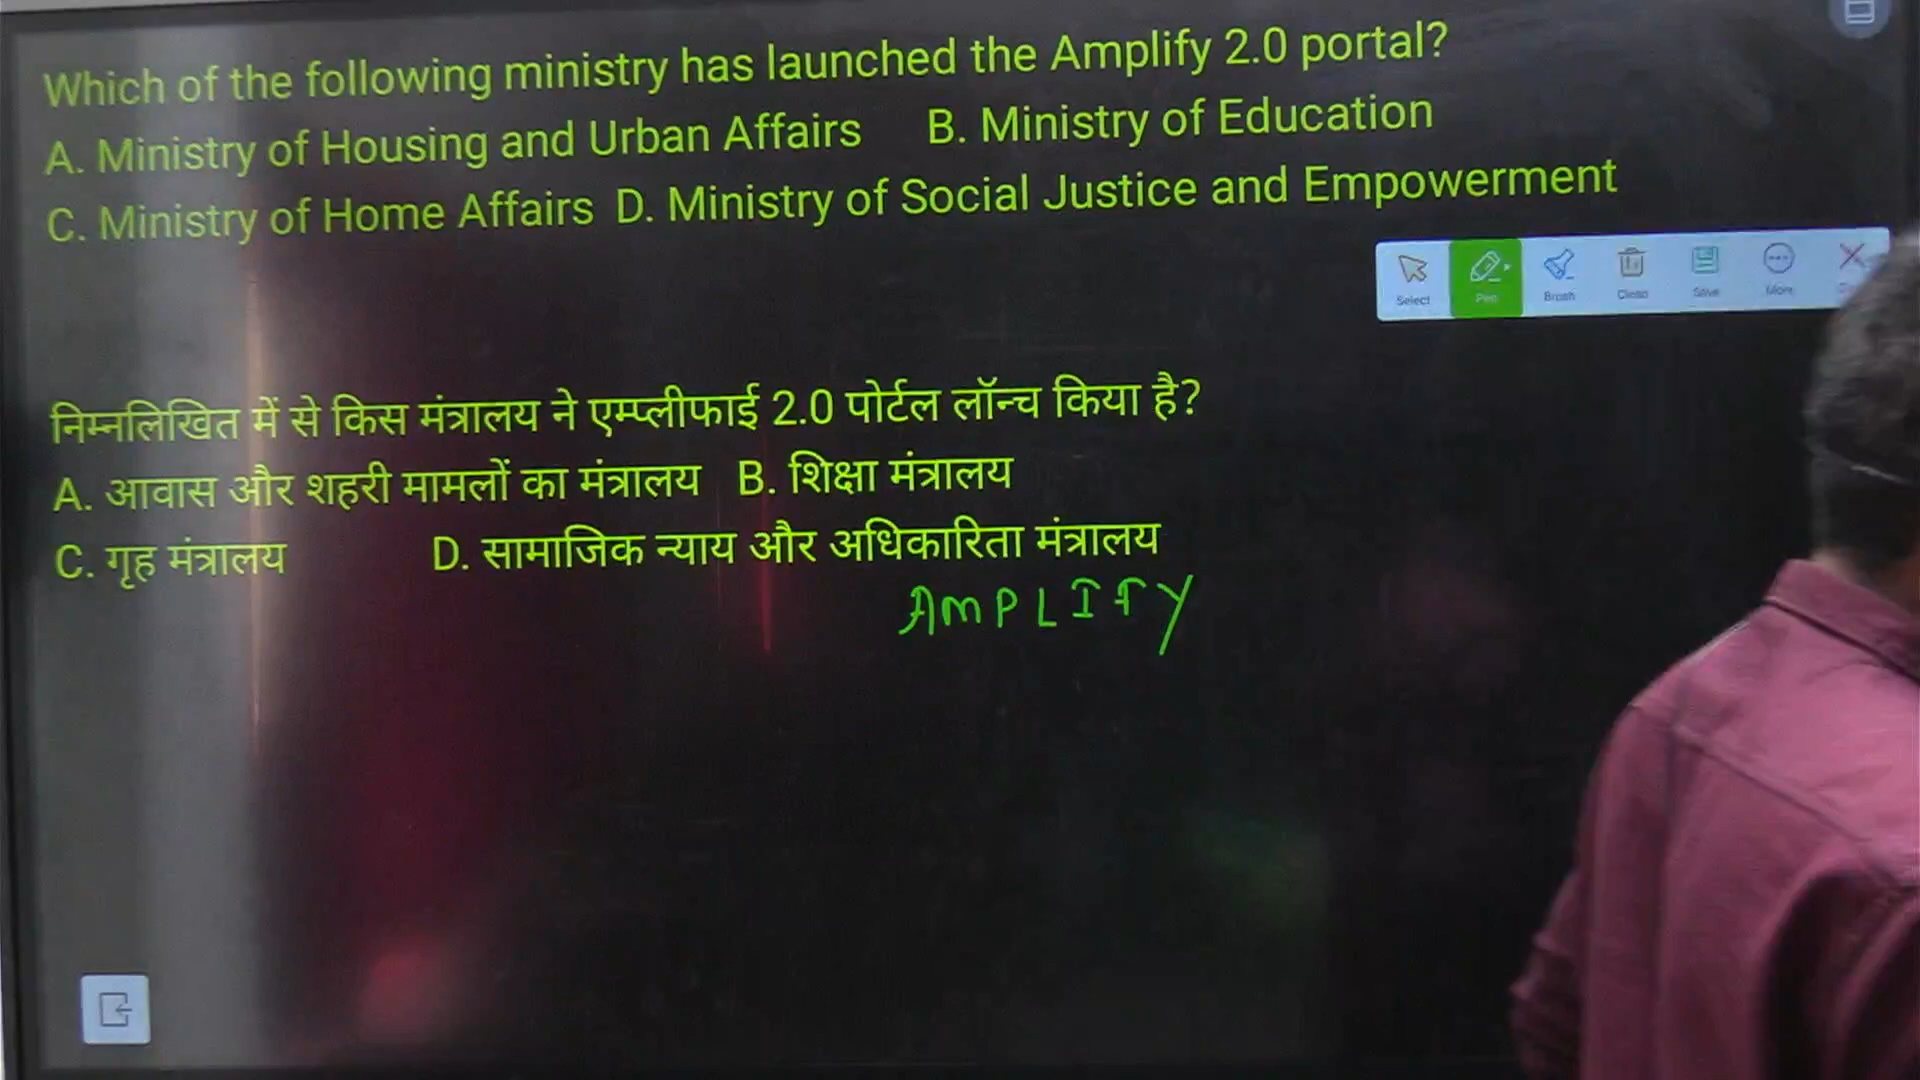 Which of the following ministry has launched the Amplify 2.0 portal?
A. Ministry of Housing and Urban Affairs B. Ministry of Education
C. Ministry of Home Affairs D. Ministry of Social Justice and Empowerment
Select Pen Brush Clean Save More
निम्नलिखित में से किस मंत्रालय ने एम्प्लीफाई 2.0 पोर्टल लॉन्च किया है?
A. आवास और शहरी मामलों का मंत्रालय B. शिक्षा मंत्रालय
C. गृह मंत्रालय D. सामाजिक न्याय और अधिकारिता मंत्रालय
AMPLIFY